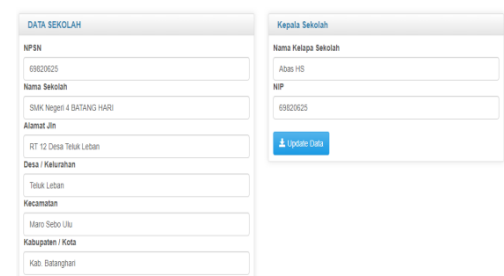 DATA SEKOLAH
NPSN
69820625
Nama Sekolah
SMK Negeri 4 BATANG HARI
Alamat Jln
RT 12 Desa Teluk Leban
Desa / Kelurahan
Teluk Leban
Kecamatan
Maro Sebo Ulu
Kabupaten / Kota
Kab. Batanghari
Kepala Sekolah
Nama Kelapa Sekolah
Abas HS
NIP
69820625
Update Data